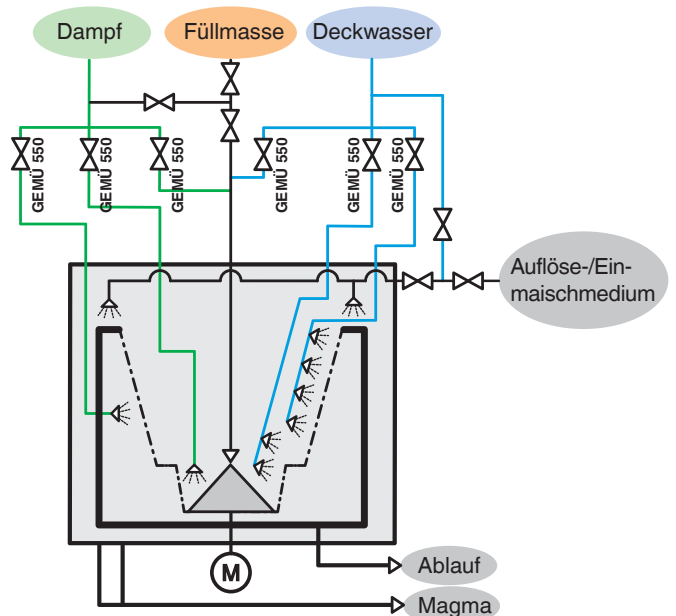 Dampf
Füllmasse
Deckwasser
GEMÜ 550
GEMÜ 550
GEMÜ 550
GEMÜ 550
GEMÜ 550
GEMÜ 550
Auflöse-/Ein-
maischmedium
M
Ablauf
Magma